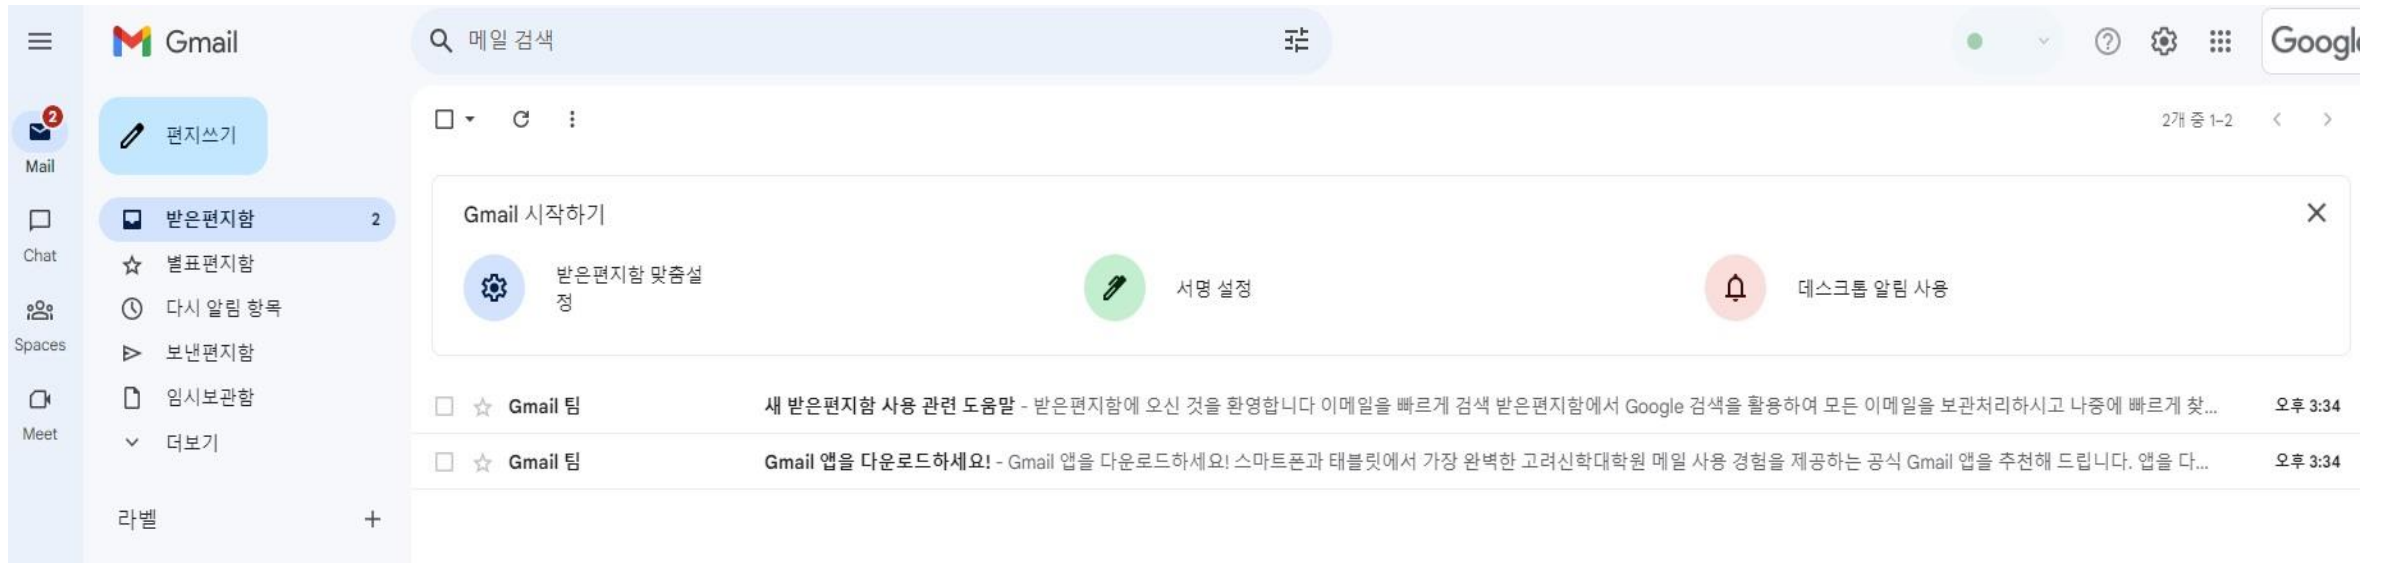 Gmail
메일 검색
Googl
2
Mail
편지쓰기
2개 중 1–2
받은편지함 2
Chat
별표편지함
다시 알림 항목
Spaces
보낸편지함
임시보관함
Meet
더보기
라벨
Gmail 시작하기
받은편지함 맞춤설
정
서명 설정
데스크톱 알림 사용
Gmail 팀 새 받은편지함 사용 관련 도움말 - 받은편지함에 오신 것을 환영합니다 이메일을 빠르게 검색 받은편지함에서 Google 검색을 활용하여 모든 이메일을 보관처리하시고 나중에 빠르게 찾... 오후 3:34
Gmail 팀 Gmail 앱을 다운로드하세요! - Gmail 앱을 다운로드하세요! 스마트폰과 태블릿에서 가장 완벽한 고려신학대학원 메일 사용 경험을 제공하는 공식 Gmail 앱을 추천해 드립니다. 앱을 다... 오후 3:34